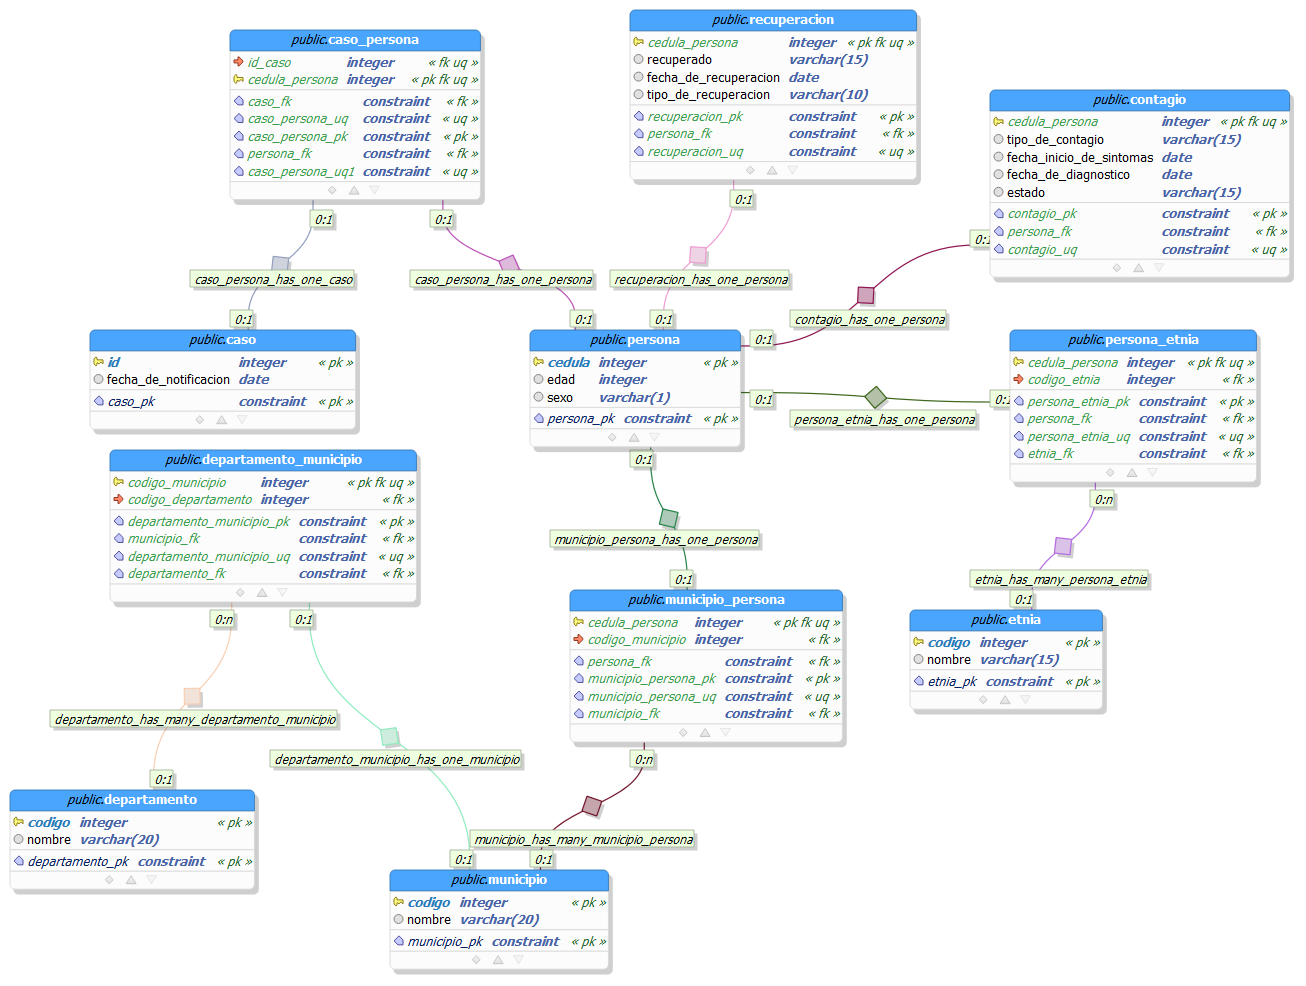 public.caso_persona
id_caso integer « fk uq »
cedula_persona integer « pk fk uq »
caso_fk constraint « fk »
caso_persona_uq constraint « uq »
caso_persona_pk constraint « pk »
persona_fk constraint « fk »
caso_persona_uq1 constraint « uq »
public.recuperacion
cedula_persona integer « pk fk uq »
recuperado varchar(15)
fecha_de_recuperacion date
tipo_de_recuperacion varchar(10)
recuperacion_pk constraint « pk »
persona_fk constraint « fk »
recuperacion_uq constraint « uq »
public.contagio
cedula_persona integer « pk fk uq »
tipo_de_contagio varchar(15)
fecha_inicio_de_sintomas date
fecha_de_diagnostico date
estado varchar(15)
contagio_pk constraint « pk »
persona_fk constraint « fk »
contagio_uq constraint « uq »
0:1
0:1
0:1
0:1
caso_persona_has_one_caso
caso_persona_has_one_persona
recuperacion_has_one_persona
contagio_has_one_persona
0:1
0:1
0:1
0:1
public.caso
id integer « pk »
fecha_de_notificacion date
caso_pk constraint « pk »
public.persona
cedula integer « pk »
edad integer
sexo varchar(1)
persona_pk constraint « pk »
0:1
0:1
persona_etnia_has_one_persona
public.persona_etnia
cedula_persona integer « pk fk uq »
codigo_etnia integer « fk »
persona_etnia_pk constraint « pk »
persona_fk constraint « fk »
persona_etnia_uq constraint « uq »
etnia_fk constraint « fk »
public.departamento_municipio
codigo_municipio integer « pk fk uq »
codigo_departamento integer « fk »
departamento_municipio_pk constraint « pk »
municipio_fk constraint « fk »
departamento_municipio_uq constraint « uq »
departamento_fk constraint « fk »
0:1
municipio_persona_has_one_persona
0:1
0:n
etnia_has_many_persona_etnia
0:1
public.municipio_persona
cedula_persona integer « pk fk uq »
codigo_municipio integer « fk »
persona_fk constraint « fk »
municipio_persona_pk constraint « pk »
municipio_persona_uq constraint « uq »
municipio_fk constraint « fk »
public.etnia
codigo integer « pk »
nombre varchar(15)
etnia_pk constraint « pk »
0:n
0:1
departamento_has_many_departamento_municipio
departamento_municipio_has_one_municipio
0:n
0:1
municipio_has_many_municipio_persona
0:1
0:1
public.departamento
codigo integer « pk »
nombre varchar(20)
departamento_pk constraint « pk »
public.municipio
codigo integer « pk »
nombre varchar(20)
municipio_pk constraint « pk »